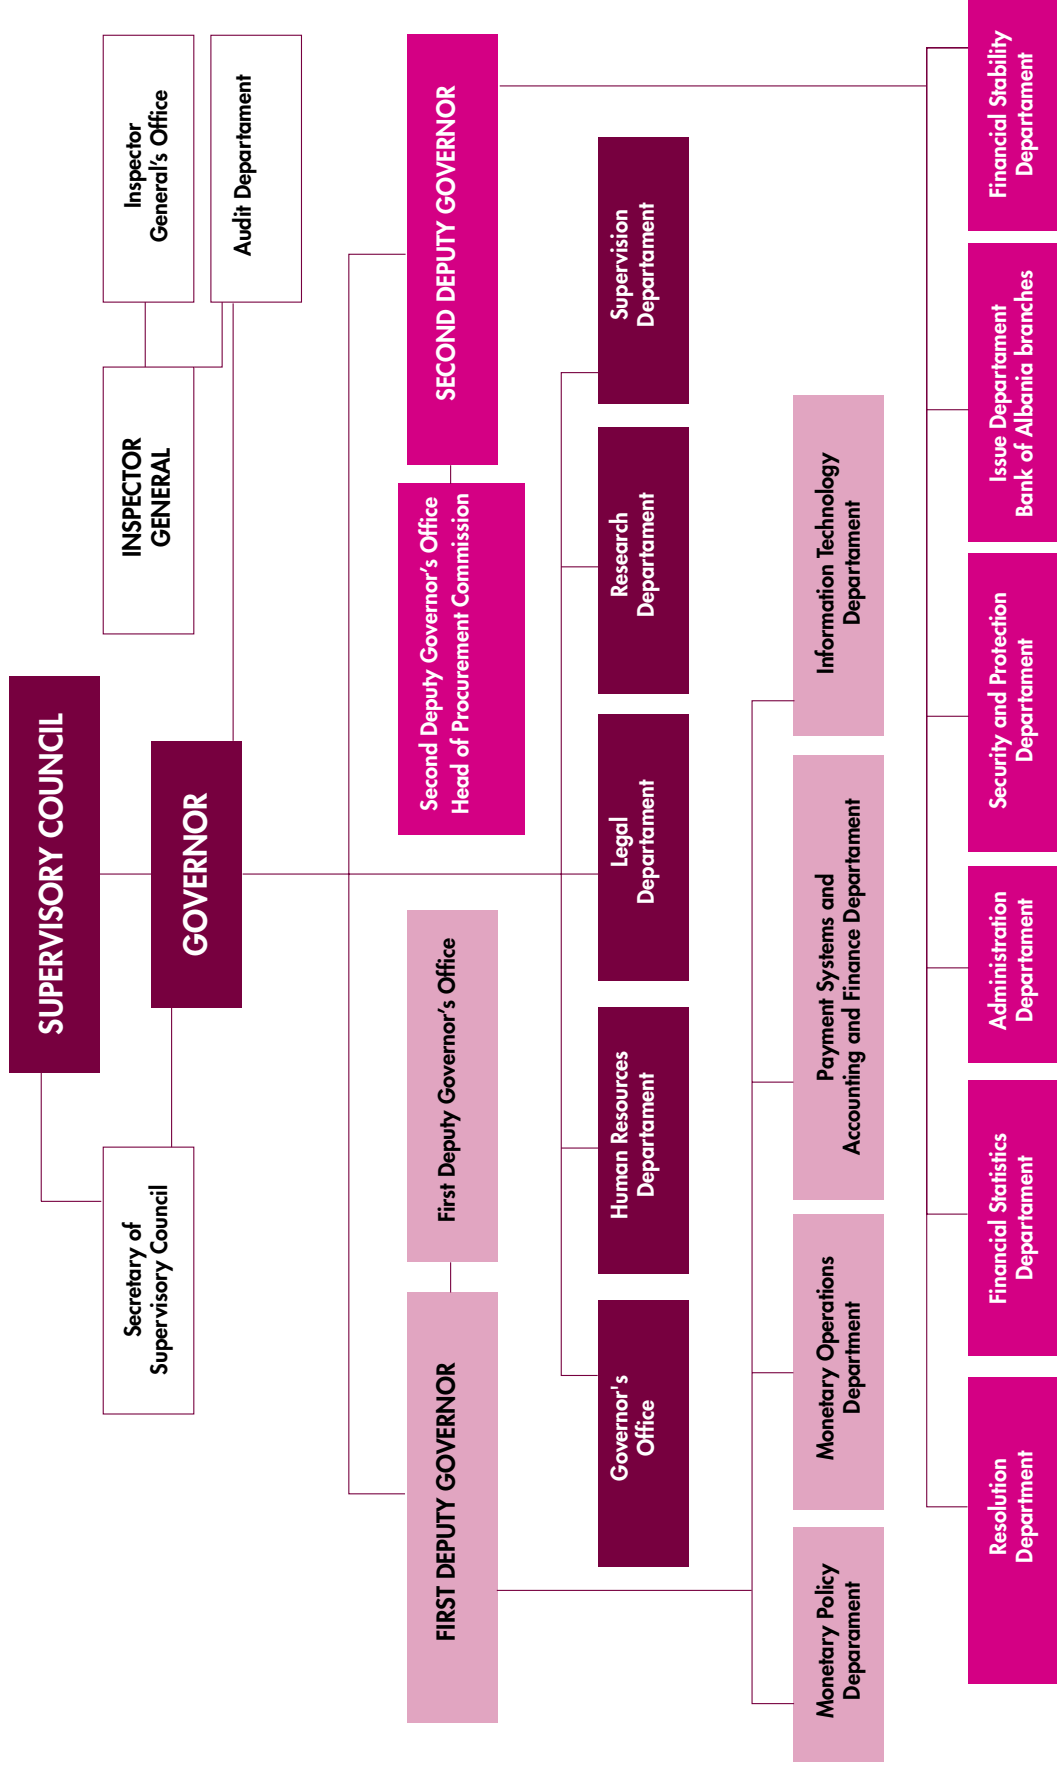 SUPERVISORY COUNCIL
Secretary of
Supervisory Council
GOVERNOR
INSPECTOR
GENERAL
Inspector
General's Office
Audit Departament
FIRST DEPUTY GOVERNOR
First Deputy Governor's Office
Second Deputy Governor's Office
Head of Procurement Commission
SECOND DEPUTY GOVERNOR
Governor's
Office
Human Resources
Departament
Legal
Departament
Research
Departament
Supervision
Departament
Monetary Policy
Deparament
Monetary Operations
Department
Payment Systems and
Accounting and Finance Departament
Information Technology
Departament
Resolution
Department
Financial Statistics
Departament
Administration
Departament
Security and Protection
Departament
Issue Departament
Bank of Albania branches
Financial Stability
Departament